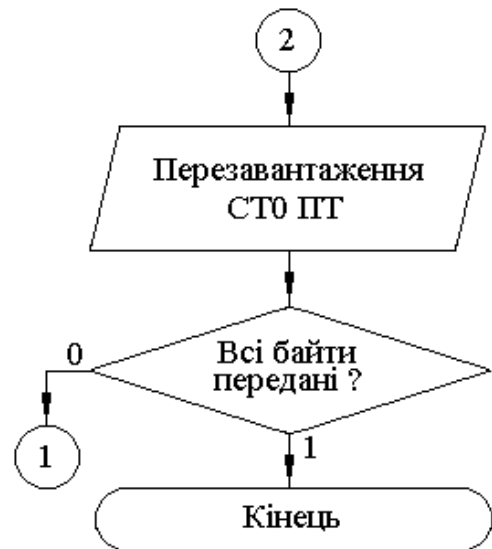 2
Перезавантаження
СТ0 ПТ
Всі байти
передані ?
0
1
1
Кінець